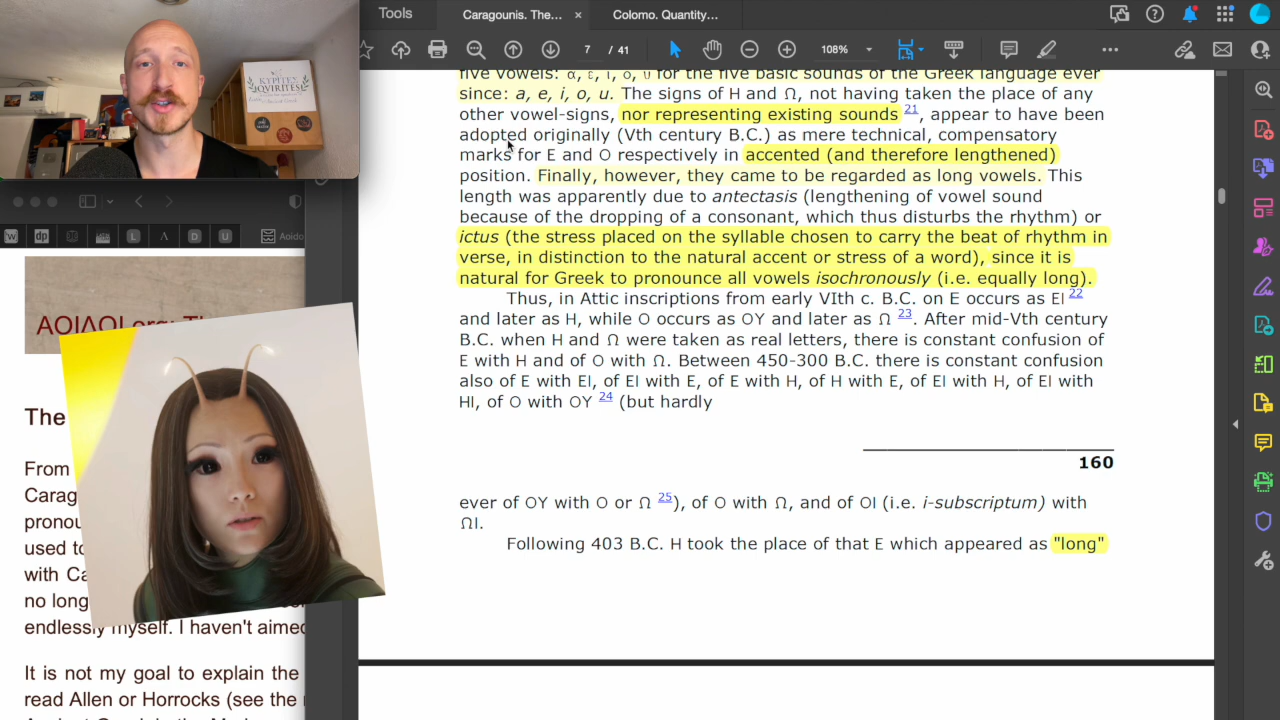 Tools
Caragounis. The... ×
Colomo. Quantity...
7 / 41
108%
five vowels: α, ε, ι, ο, υ for the five basic sounds of the Greek language ever
since: a, e, i, o, u. The signs of H and Ω, not having taken the place of any
other vowel-signs, nor representing existing sounds 21, appear to have been
adopted originally (Vth century B.C.) as mere technical, compensatory
marks for E and O respectively in accented (and therefore lengthened)
position. Finally, however, they came to be regarded as long vowels. This
length was apparently due to antectasis (lengthening of vowel sound
because of the dropping of a consonant, which thus disturbs the rhythm) or
ictus (the stress placed on the syllable chosen to carry the beat of rhythm in
verse, in distinction to the natural accent or stress of a word), since it is
natural for Greek to pronounce all vowels isochronously (i.e. equally long).
Thus, in Attic inscriptions from early VIth c. B.C. on E occurs as EI 22
and later as H, while O occurs as OY and later as Ω 23. After mid-Vth century
B.C. when H and Ω were taken as real letters, there is constant confusion of
E with H and of O with Ω. Between 450-300 B.C. there is constant confusion
also of E with EI, of EI with E, of E with H, of H with E, of EI with H, of EI with
HI, of O with OY 24 (but hardly
160
ever of OY with O or Ω 25), of O with Ω, and of OI (i.e. i-subscriptum) with
ΩI.
Following 403 B.C. H took the place of that E which appeared as "long"
ΚΥΡΙΤΕΣ
QVIRITES
W dp L Λ D U Aoido
ΑΟΙΔΟΙ.org
The
From
Carag
pronou
used to
with Ca
no long
endlessly myself. I haven't aimed
It is not my goal to explain the
read Allen or Horrocks (see the